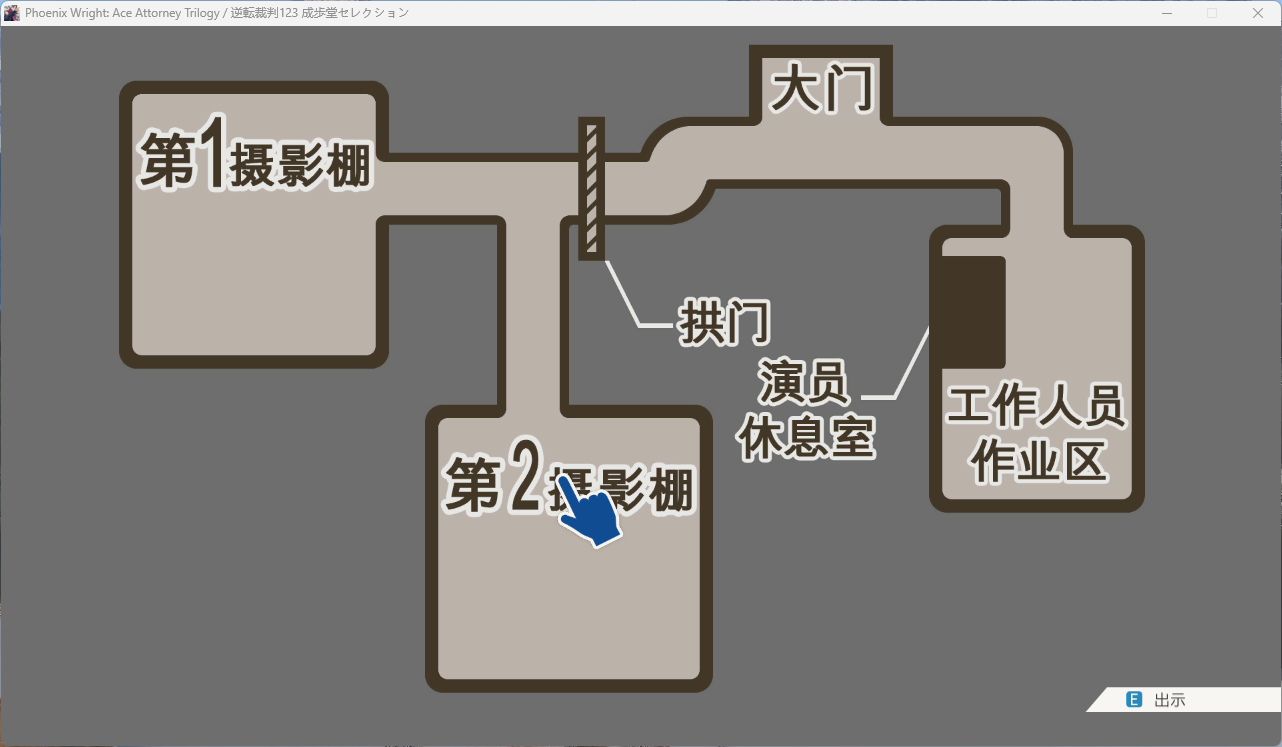 Phoenix Wright: Ace Attorney Trilogy / 逆転裁判123 成歩堂セレクション
大门
第1摄影棚
拱门
演员
休息室
工作人员
作业区
第2摄影棚
E 出示